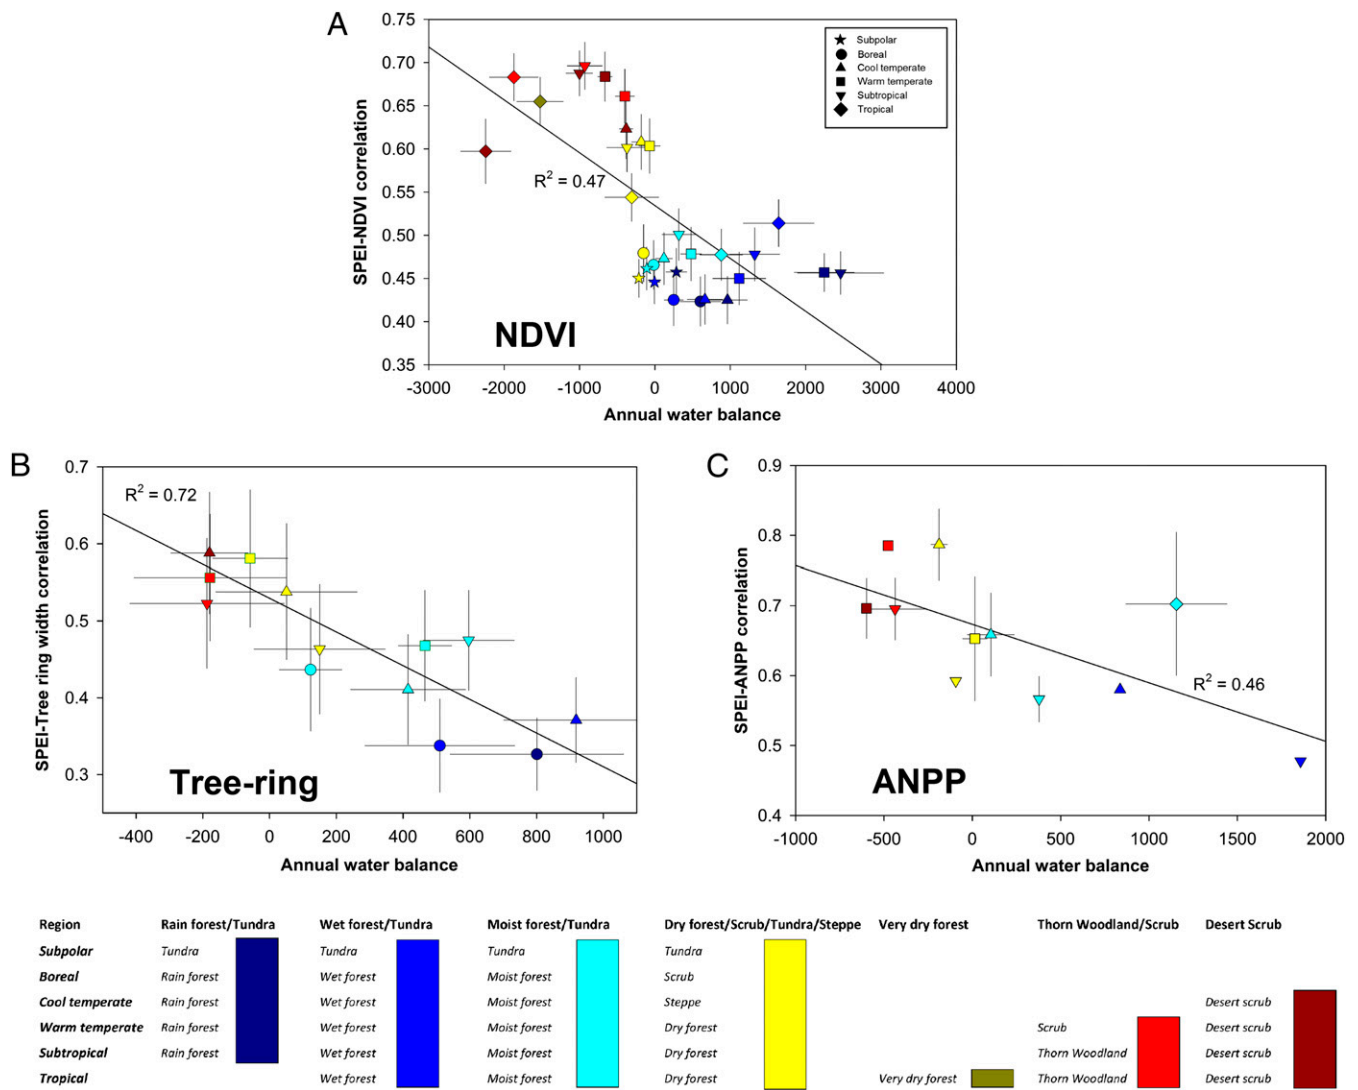 A
0.75
0.70
0.65
0.60
0.55
0.50
0.45
0.40
0.35
SPEI-NDVI correlation
Subpolar
Boreal
Cool temperate
Warm temperate
Subtropical
Tropical
R² = 0.47
NDVI
-3000 -2000 -1000 0 1000 2000 3000 4000
Annual water balance
B
0.7
0.6
0.5
0.4
0.3
SPEI-Tree ring width correlation
R² = 0.72
Tree-ring
-400 -200 0 200 400 600 800 1000
Annual water balance
C
0.9
0.8
0.7
0.6
0.5
0.4
SPEI-ANPP correlation
R² = 0.46
ANPP
-1000 -500 0 500 1000 1500 2000
Annual water balance
Region Rain forest/Tundra Wet forest/Tundra Moist forest/Tundra Dry forest/Scrub/Tundra/Steppe Very dry forest Thorn Woodland/Scrub Desert Scrub
Subpolar Tundra Tundra Tundra Tundra
Boreal Rain forest Wet forest Moist forest Scrub
Cool temperate Rain forest Wet forest Moist forest Steppe Desert scrub
Warm temperate Rain forest Wet forest Moist forest Dry forest Scrub Desert scrub
Subtropical Rain forest Wet forest Moist forest Dry forest Thorn Woodland Desert scrub
Tropical Wet forest Moist forest Dry forest Very dry forest Thorn Woodland Desert scrub